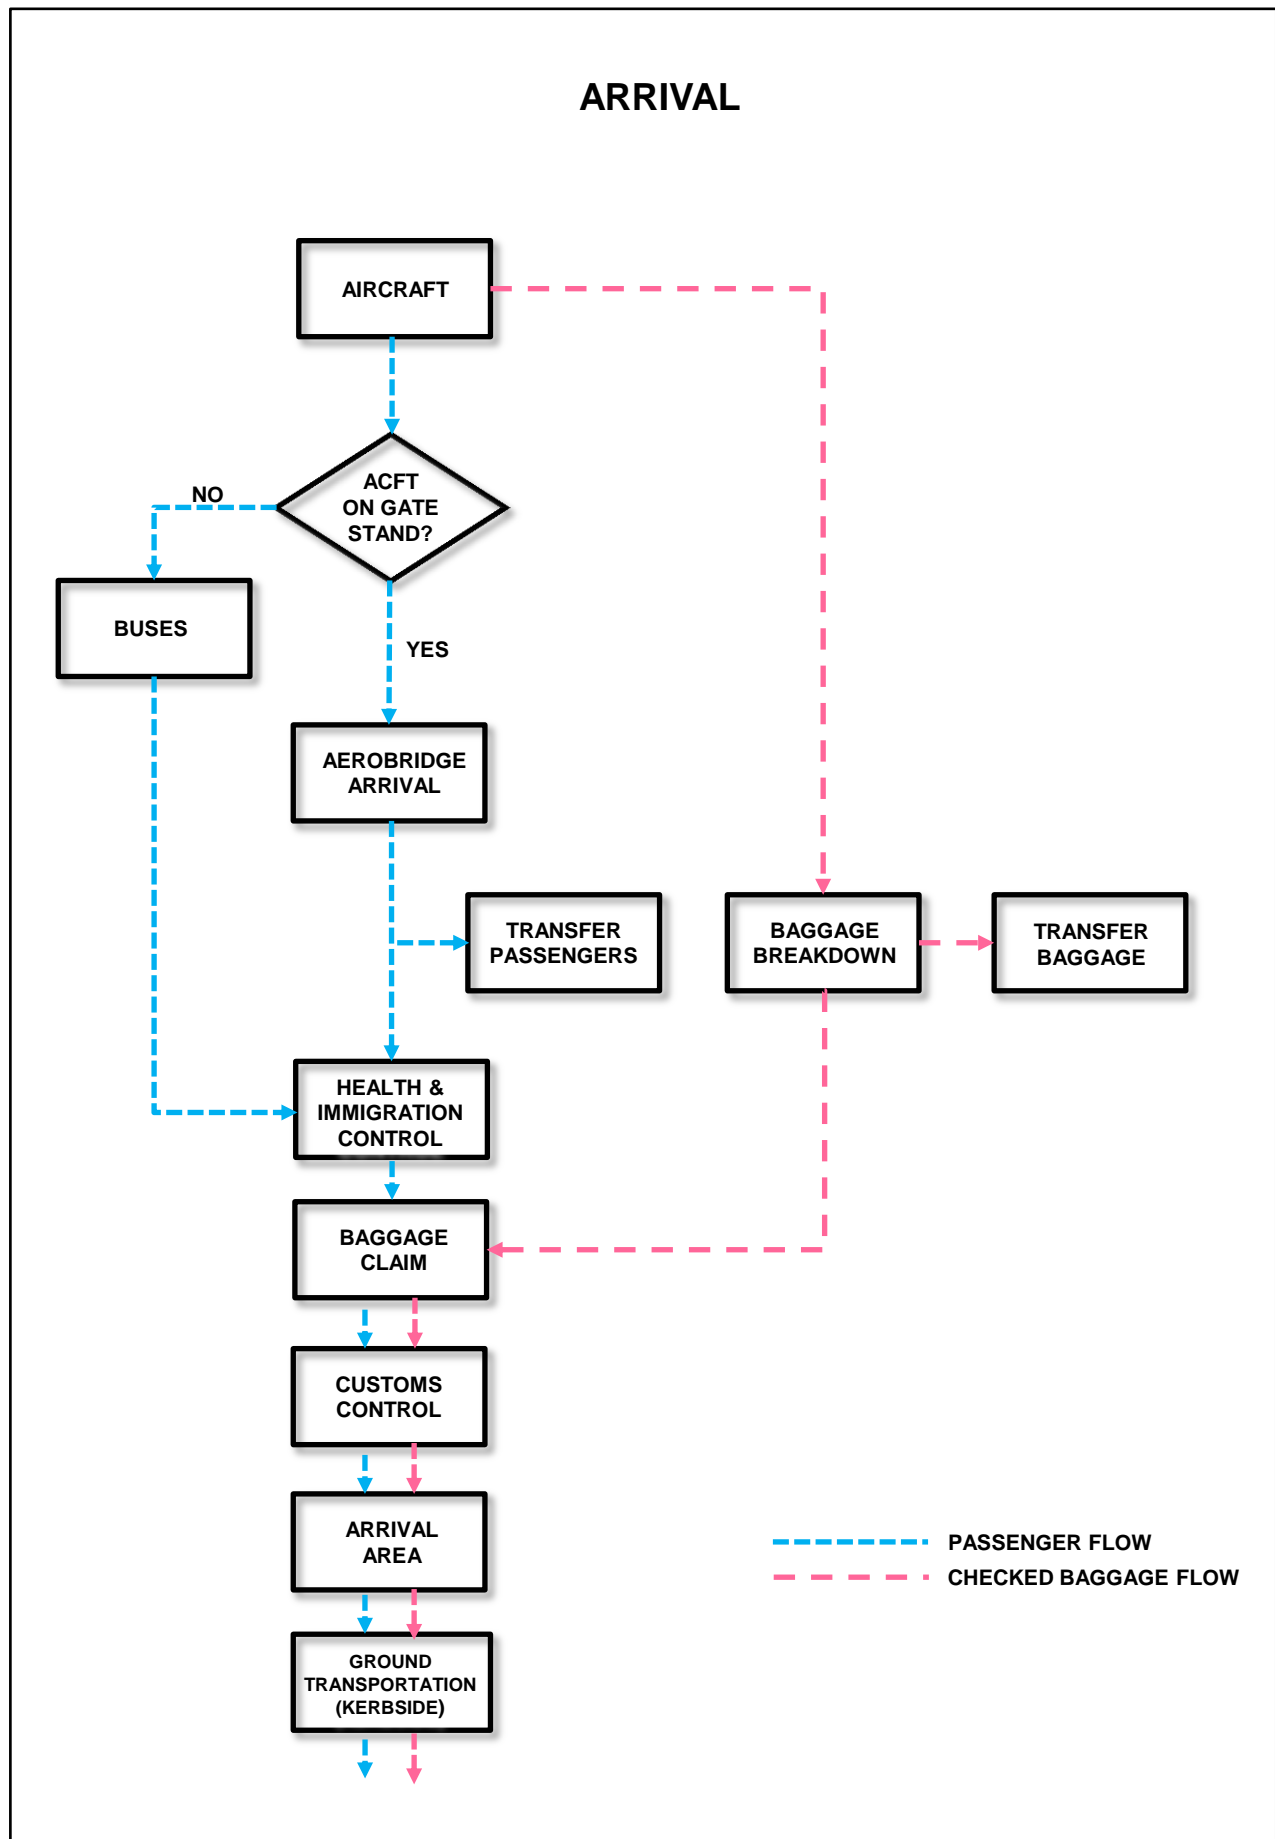 ARRIVAL
AIRCRAFT
ACFT
ON GATE
STAND?
NO
BUSES
YES
AEROBRIDGE
ARRIVAL
TRANSFER
PASSENGERS
BAGGAGE
BREAKDOWN
TRANSFER
BAGGAGE
HEALTH &
IMMIGRATION
CONTROL
BAGGAGE
CLAIM
CUSTOMS
CONTROL
ARRIVAL
AREA
PASSENGER FLOW
CHECKED BAGGAGE FLOW
GROUND
TRANSPORTATION
(KERBSIDE)